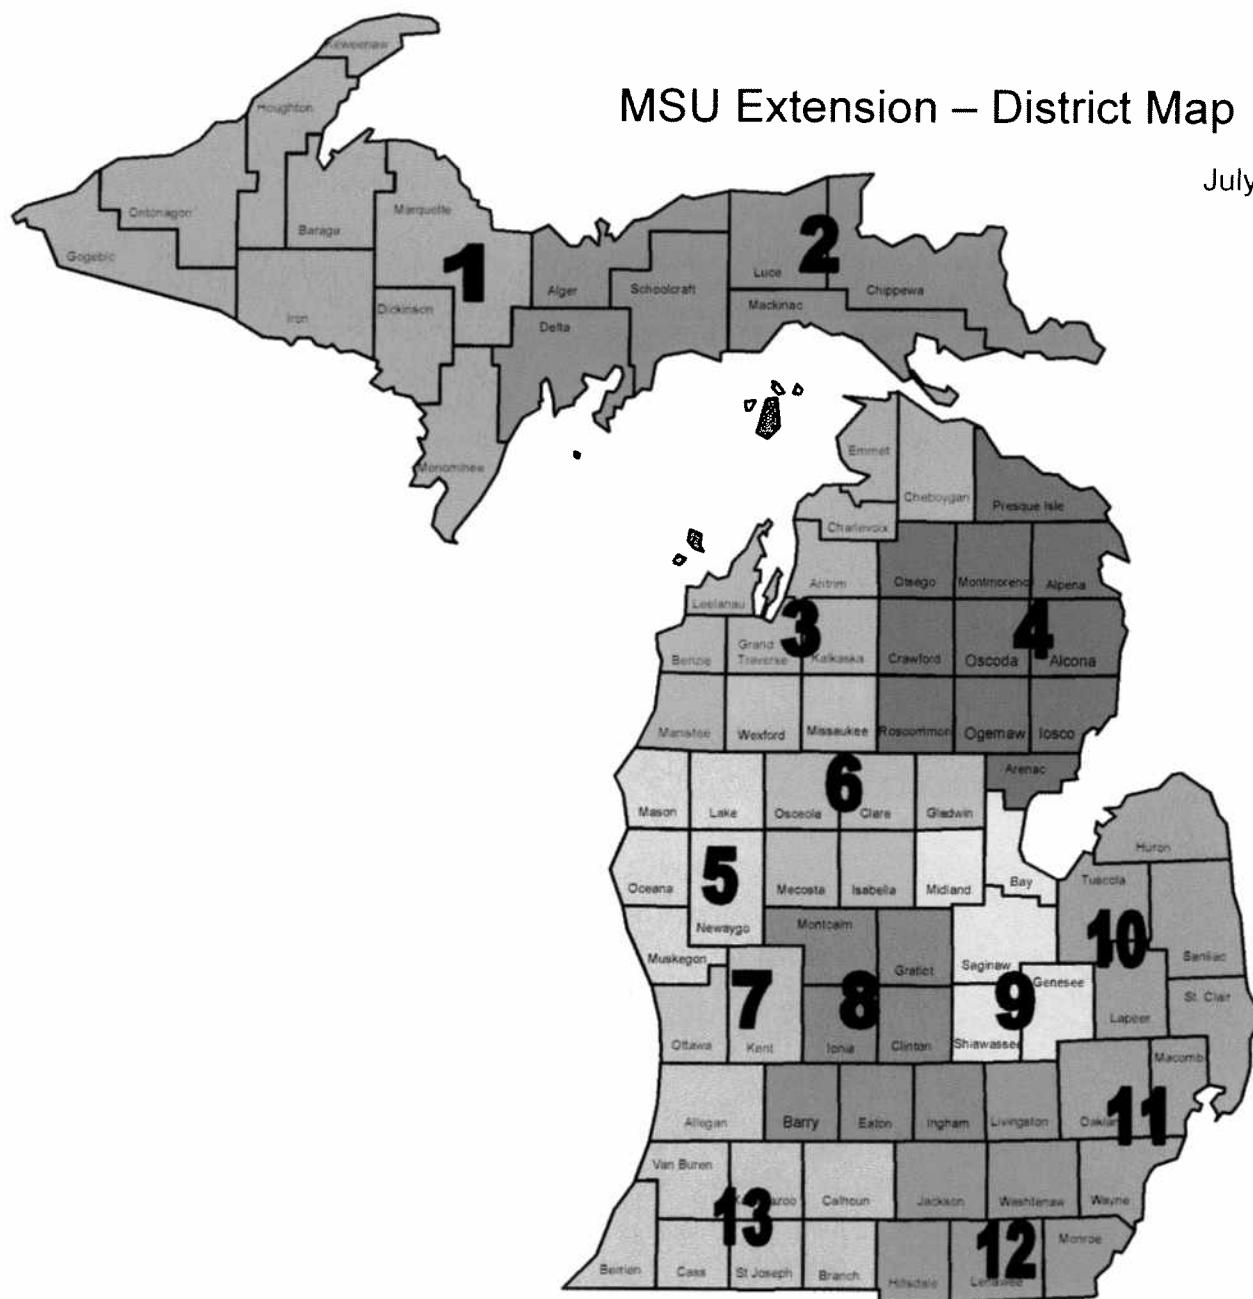 Keweenaw
MSU Extension – District Map
Houghton
July
Ontonagon
Baraga
Marquette
Gogebic
1
2
Luce
Alger
Schoolcraft
Chippewa
Iron
Dickinson
Delta
Mackinac
Menominee
Emmet
Cheboygan
Presque Isle
Charlevoix
Antrim
Otsego
Montmorenc
Alpena
Leelanau
3
4
Grand
Traverse
Benzie
Kalkaska
Crawford
Oscoda
Alcona
Manistee
Wexford
Missaukee
Roscommon
Ogemaw
Iosco
Arenac
6
Mason
Lake
Osceola
Clare
Gladwin
Huron
5
Oceana
Mecosta
Isabella
Midland
Bay
Tuscola
Newaygo
Montcalm
10
Muskegon
Gratiot
Saginaw
Genesee
Sanilac
7
8
9
St. Clair
Lapeer
Ottawa
Kent
Ionia
Clinton
Shiawassee
Macomb
Allegan
Barry
Eaton
Ingham
Livingston
Oaklan
11
Van Buren
azoo
Calhoun
Jackson
Washtenaw
Wayne
13
12
Monroe
Berrien
Cass
St Joseph
Branch
Hillsdale
Lenawee